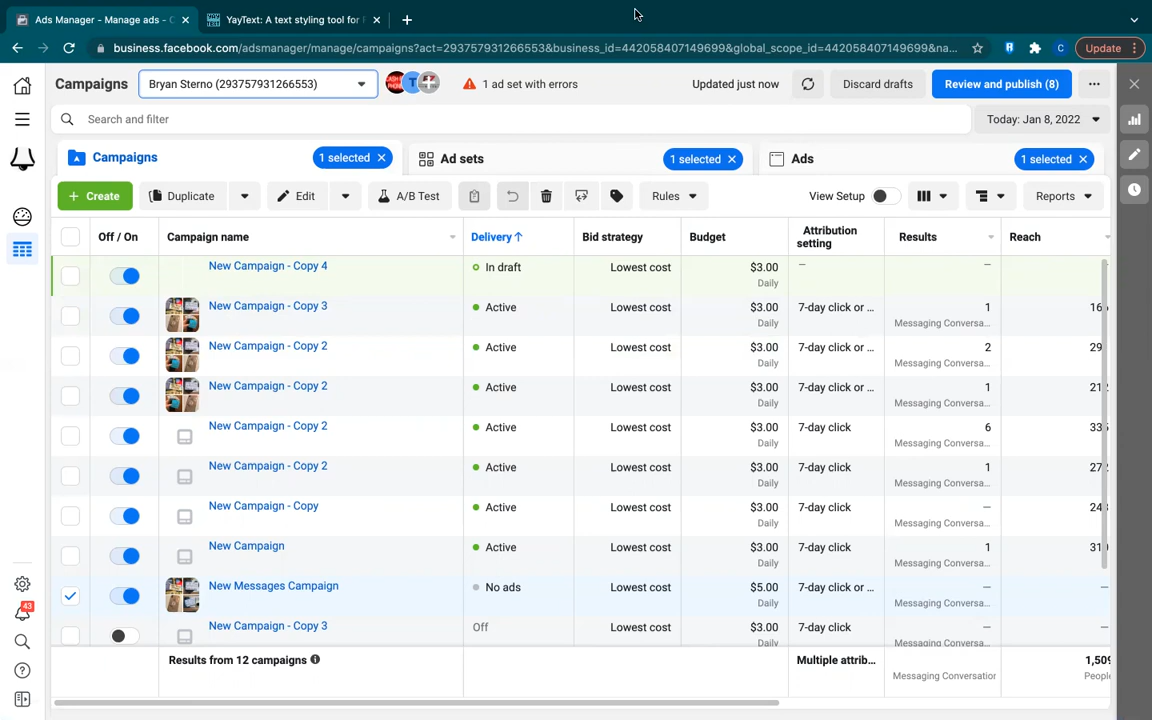 Ads Manager - Manage ads - C
YayText: A text styling tool for
business.facebook.com/adsmanager/manage/campaigns?act=293757931266553&business_id=442058407149699&global_scope_id=442058407149699&na...
C
Update
Campaigns
Bryan Sterno (293757931266553)
T
1 ad set with errors
Updated just now
Discard drafts
Review and publish (8)
Search and filter
Today: Jan 8, 2022
Campaigns
1 selected
Ad sets
1 selected
Ads
1 selected
Create
Duplicate
Edit
A/B Test
Rules
View Setup
Reports
Off / On
Campaign name
Delivery ↑
Bid strategy
Budget
Attribution
setting
Results
Reach
New Campaign - Copy 4 In draft Lowest cost $3.00 — —
Daily
New Campaign - Copy 3 Active Lowest cost $3.00 7-day click or ... 1
Daily Messaging Conversa...
New Campaign - Copy 2 Active Lowest cost $3.00 7-day click or ... 2 29
Daily Messaging Conversa...
New Campaign - Copy 2 Active Lowest cost $3.00 7-day click or ... 1
Daily Messaging Conversa...
New Campaign - Copy 2 Active Lowest cost $3.00 7-day click 6
Daily Messaging Conversa...
New Campaign - Copy 2 Active Lowest cost $3.00 7-day click 1
Daily Messaging Conversa...
New Campaign - Copy Active Lowest cost $3.00 7-day click —
Daily Messaging Conversa...
New Campaign Active Lowest cost $3.00 7-day click 1
Daily Messaging Conversa...
New Messages Campaign No ads Lowest cost $5.00 7-day click or ... — —
Daily Messaging Conversa...
New Campaign - Copy 3 Off Lowest cost $3.00 7-day click — —
Daily Messaging Conversa...
43
Results from 12 campaigns
Multiple attrib...
Messaging Conversation
1,509
People